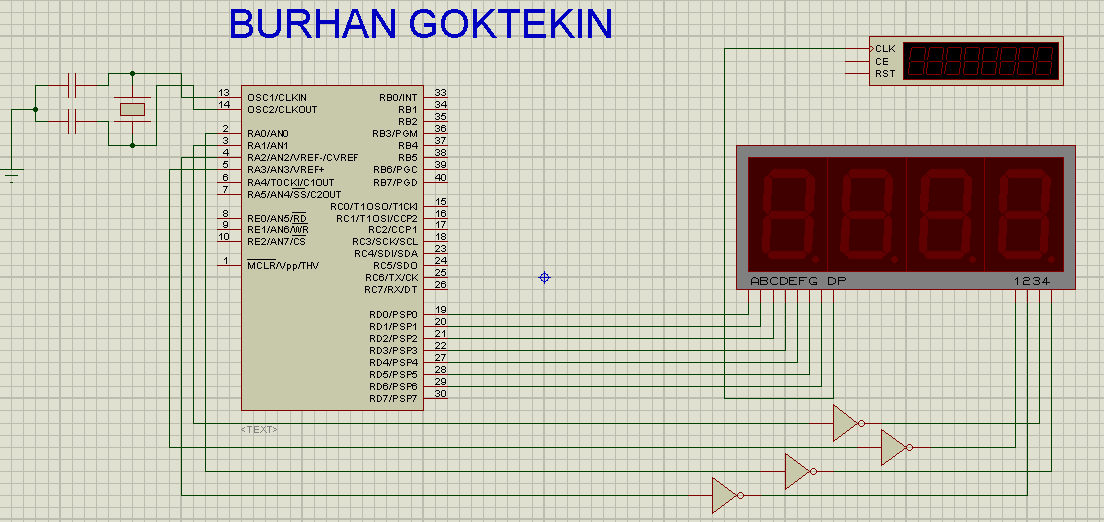 BURHAN GOKTEKIN
CLK
CE
RST
13 OSC1/CLKIN RB0/INT 33
14 OSC2/CLKOUT RB1 34
RB2 35
2 RA0/AN0 RB3/PGM 36
3 RA1/AN1 RB4 37
4 RA2/AN2/VREF-/CVREF RB5 38
5 RA3/AN3/VREF+ RB6/PGC 39
6 RA4/T0CKI/C1OUT RB7/PGD 40
7 RA5/AN4/SS/C2OUT
RC0/T1OSO/T1CKI 15
8 RE0/AN5/RD RC1/T1OSI/CCP2 16
9 RE1/AN6/WR RC2/CCP1 17
10 RE2/AN7/CS RC3/SCK/SCL 18
RC4/SDI/SDA 23
1 MCLR/Vpp/THV RC5/SDO 24
RC6/TX/CK 25
RC7/RX/DT 26
ABCDEFG DP 1234
RD0/PSP0 19
RD1/PSP1 20
RD2/PSP2 21
RD3/PSP3 22
RD4/PSP4 27
RD5/PSP5 28
RD6/PSP6 29
RD7/PSP7 30
<TEXT>